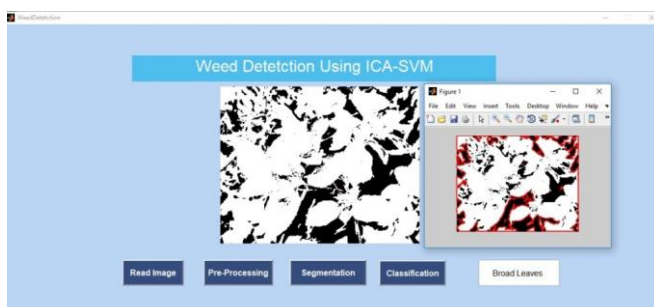 WeedDetetction
Weed Detetction Using ICA-SVM
Figure 1
File Edit View Insert Tools Desktop Window Help
Read Image
Pre-Processing
Segmentation
Classification
Broad Leaves